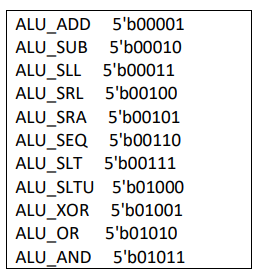 ALU_ADD 5'b00001
ALU_SUB 5'b00010
ALU_SLL 5'b00011
ALU_SRL 5'b00100
ALU_SRA 5'b00101
ALU_SEQ 5'b00110
ALU_SLT 5'b00111
ALU_SLTU 5'b01000
ALU_XOR 5'b01001
ALU_OR 5'b01010
ALU_AND 5'b01011